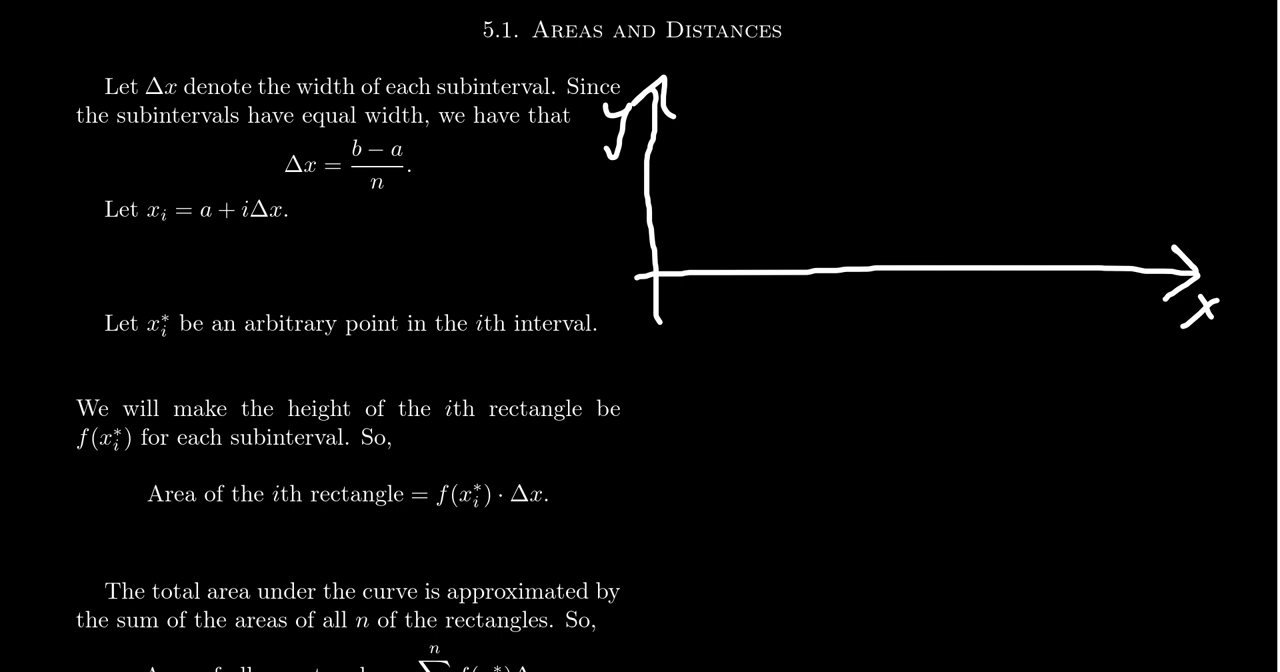 5.1. AREAS AND DISTANCES
Let Δx denote the width of each subinterval. Since
the subintervals have equal width, we have that
Δx = \frac{b − a}{n}.
Let x_i = a + iΔx.
Let x_i^* be an arbitrary point in the ith interval.
We will make the height of the ith rectangle be
f(x_i^*) for each subinterval. So,
Area of the ith rectangle = f(x_i^*) · Δx.
The total area under the curve is approximated by
the sum of the areas of all n of the rectangles. So,
n
y
x